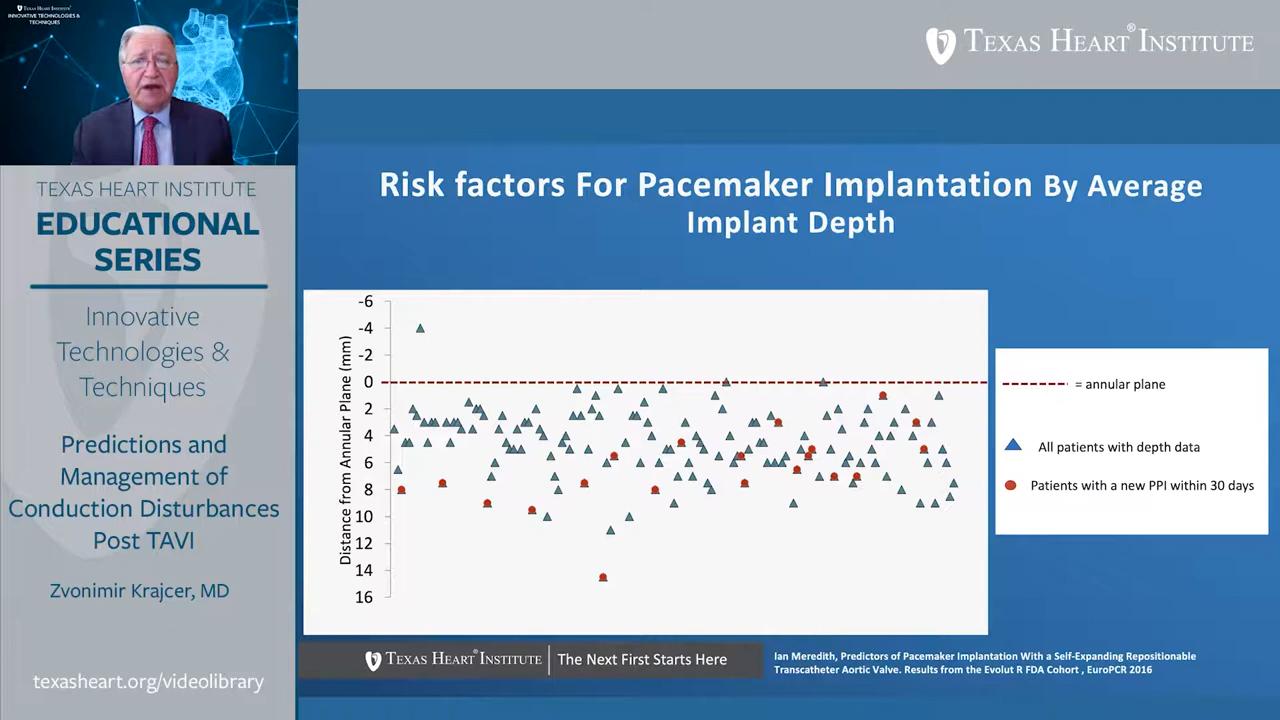 TEXAS HEART INSTITUTE
INNOVATIVE TECHNOLOGIES &
TECHNIQUES
TEXAS HEART INSTITUTE
EDUCATIONAL
SERIES
Innovative
Technologies &
Techniques
Predictions and
Management of
Conduction Disturbances
Post TAVI
Zvonimir Krajcer, MD
texasheart.org/videolibrary
TEXAS HEART® INSTITUTE
Risk factors For Pacemaker Implantation By Average
Implant Depth
Distance from Annular Plane (mm)
-6
-4
-2
0
2
4
6
8
10
12
14
16
= annular plane
All patients with depth data
Patients with a new PPI within 30 days
TEXAS HEART® INSTITUTE
The Next First Starts Here
Ian Meredith, Predictors of Pacemaker Implantation With a Self-Expanding Repositionable
Transcatheter Aortic Valve. Results from the Evolut R FDA Cohort , EuroPCR 2016